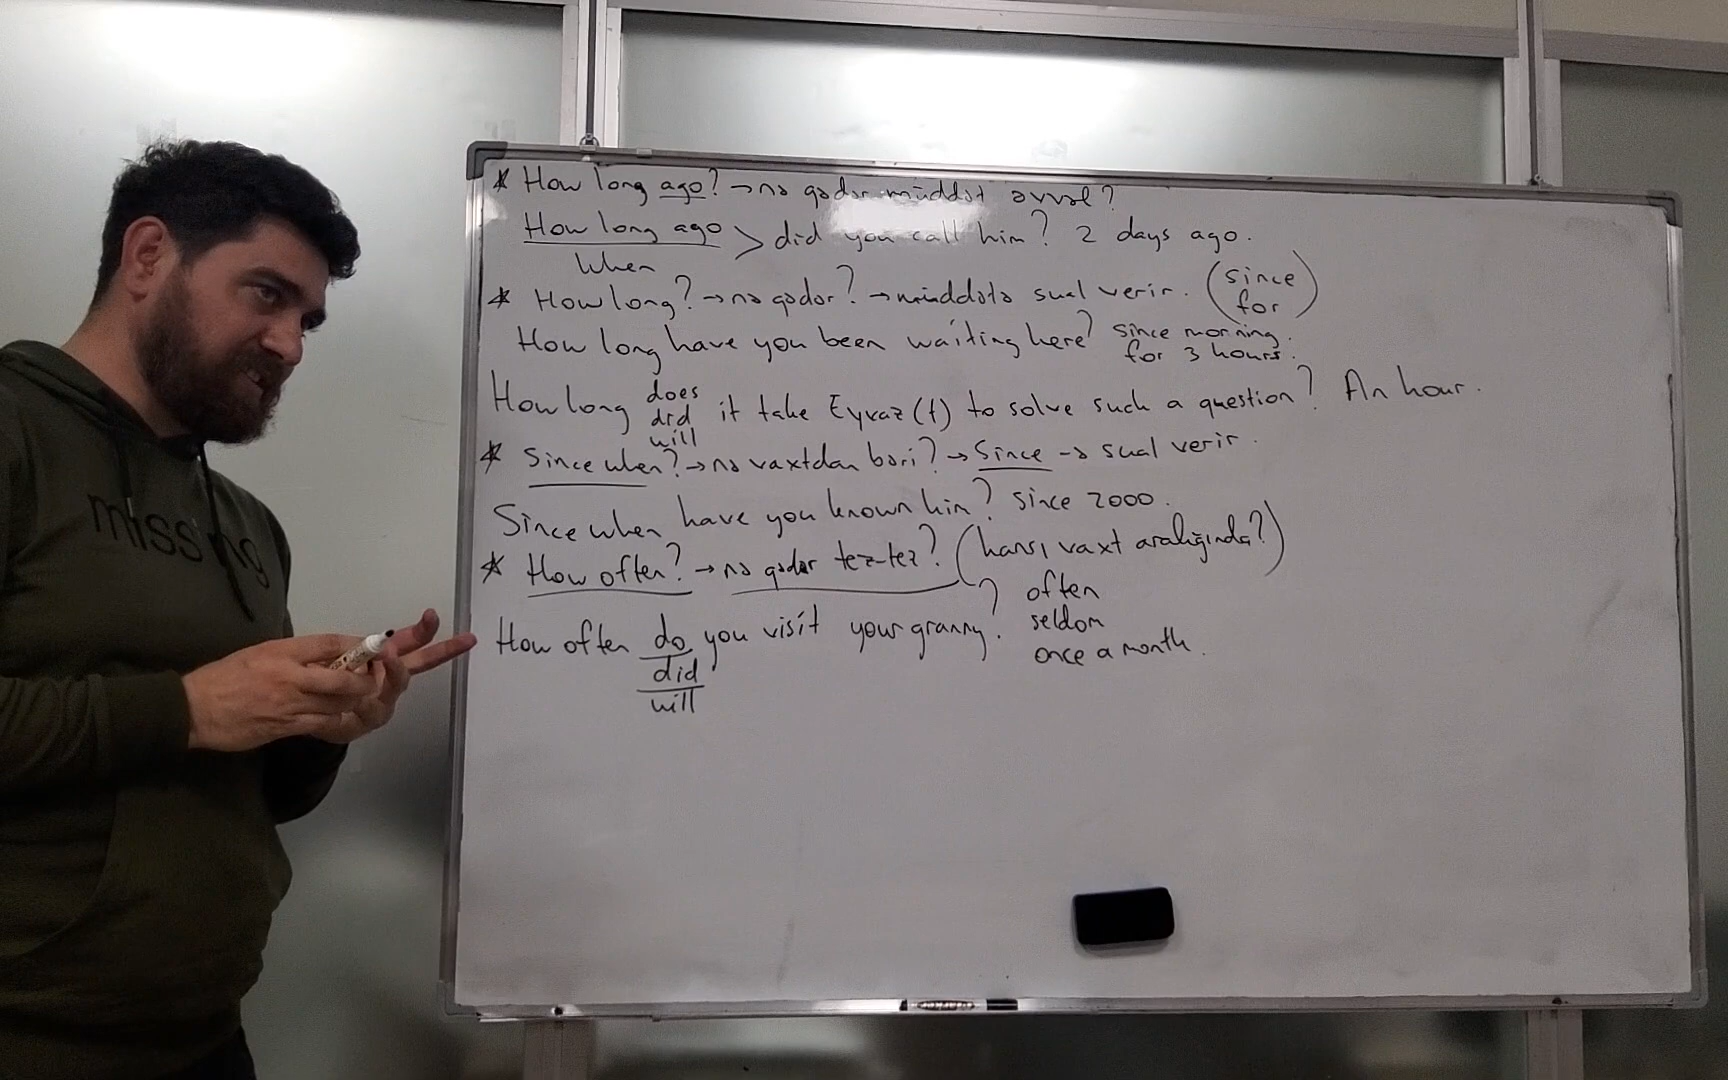 * How long ago? → nə qədər müddət əvvəl?
How long ago > did you call him? 2 days ago.
When
* How long? → nə qədər? → müddətə sual verir. (since
for)
How long have you been waiting here? since morning.
for 3 hours.
How long does it take Eyvaz (t) to solve such a question? An hour.
did
will
* Since when? → nə vaxtdan bəri? → Since → sual verir.
Since when have you known him? since 2000.
* How often? → nə qədər tez-tez? (hansı vaxt aralığında?)
How often do you visit your granny? often
did
will
seldom
once a month.
missing